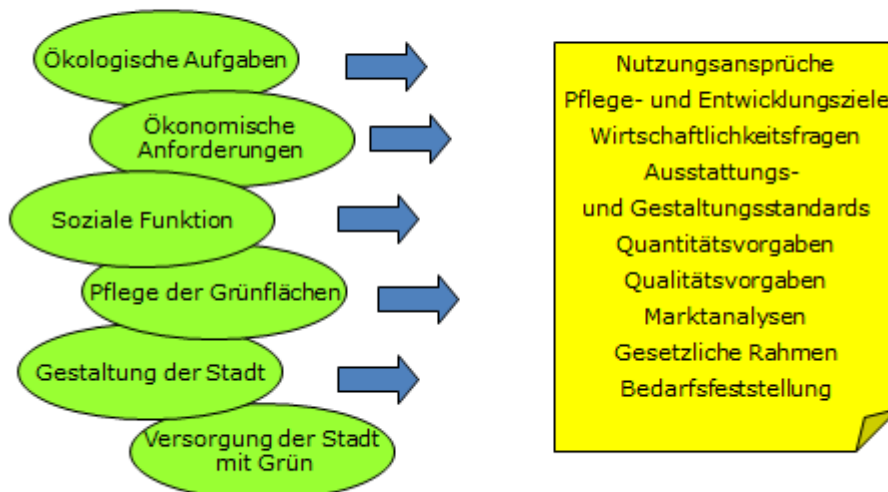 Ökologische Aufgaben
Ökonomische
Anforderungen
Soziale Funktion
Pflege der Grünflächen
Gestaltung der Stadt
Versorgung der Stadt
mit Grün
Nutzungsansprüche
Pflege- und Entwicklungsziele
Wirtschaftlichkeitsfragen
Ausstattungs-
und Gestaltungsstandards
Quantitätsvorgaben
Qualitätsvorgaben
Marktanalysen
Gesetzliche Rahmen
Bedarfsfeststellung